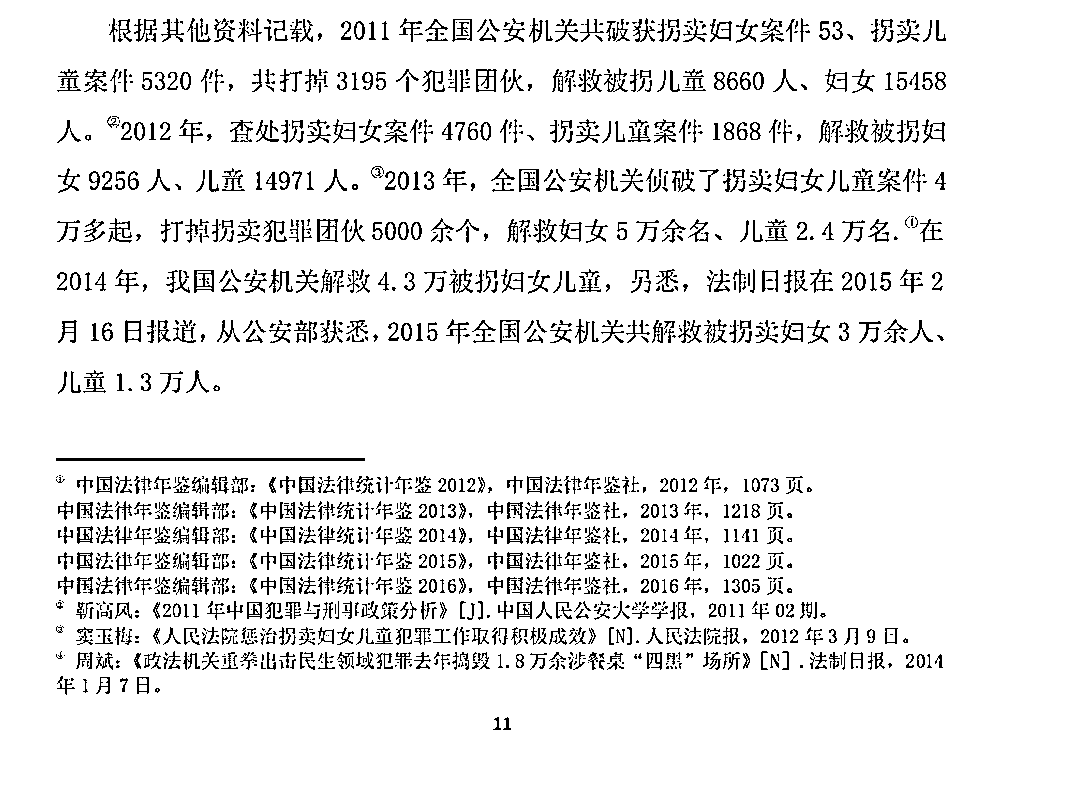 根据其他资料记载，2011 年全国公安机关共破获拐卖妇女案件 53、拐卖儿
童案件 5320 件，共打掉 3195 个犯罪团伙，解救被拐儿童 8660 人、妇女 15458
人。②2012 年，查处拐卖妇女案件 4760 件、拐卖儿童案件 1868 件，解救被拐妇
女 9256 人、儿童 14971 人。③2013 年，全国公安机关侦破了拐卖妇女儿童案件 4
万多起，打掉拐卖犯罪团伙 5000 余个，解救妇女 5 万余名、儿童 2.4 万名.①在
2014 年，我国公安机关解救 4.3 万被拐妇女儿童，另悉，法制日报在 2015 年 2
月 16 日报道，从公安部获悉，2015 年全国公安机关共解救被拐卖妇女 3 万余人、
儿童 1.3 万人。
① 中国法律年鉴编辑部：《中国法律统计年鉴 2012》，中国法律年鉴社，2012 年，1073 页。
中国法律年鉴编辑部：《中国法律统计年鉴 2013》，中国法律年鉴社，2013 年，1218 页。
中国法律年鉴编辑部：《中国法律统计年鉴 2014》，中国法律年鉴社，2014 年，1141 页。
中国法律年鉴编辑部：《中国法律统计年鉴 2015》，中国法律年鉴社，2015 年，1022 页。
中国法律年鉴编辑部：《中国法律统计年鉴 2016》，中国法律年鉴社，2016 年，1305 页。
靳高风：《2011 年中国犯罪与刑事政策分析》[J].中国人民公安大学学报，2011 年 02 期。
窦玉梅：《人民法院惩治拐卖妇女儿童犯罪工作取得积极成效》[N].人民法院报，2012 年 3 月 9 日。
周斌：《政法机关重拳出击民生领域犯罪去年捣毁 1.8 万余涉餐桌“四黑”场所》[N].法制日报，2014
年 1 月 7 日。
11